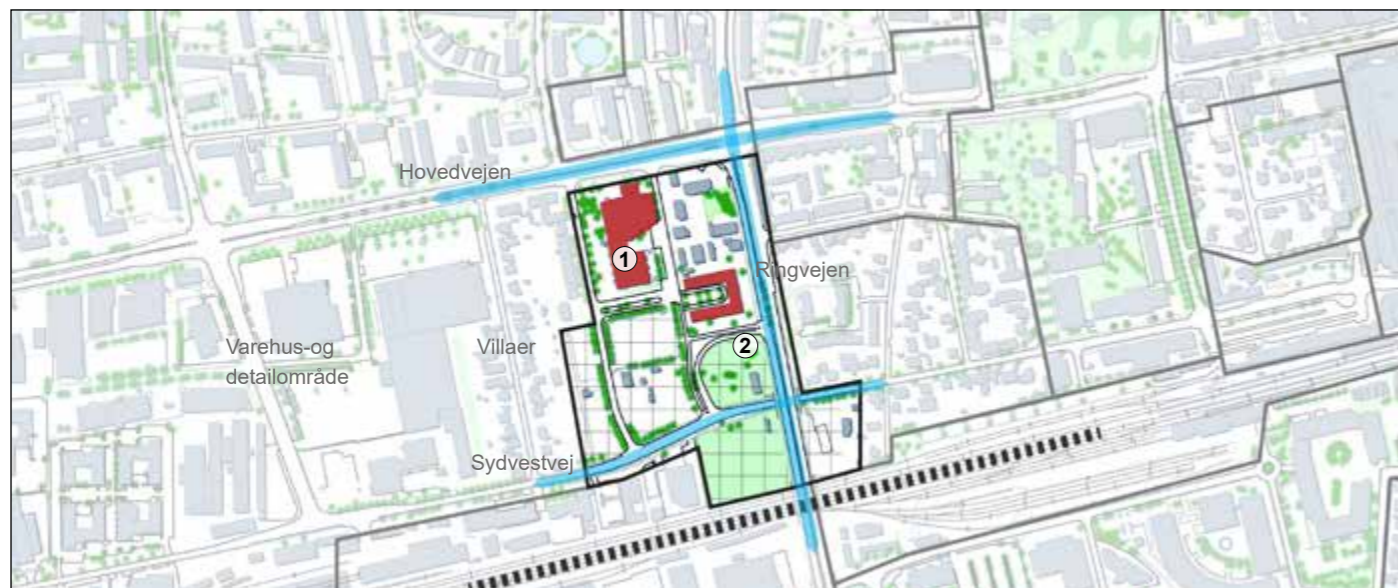 Hovedvejen
1
Ringvejen
2
Varehus-og
detailområde
Villaer
Sydvestvej